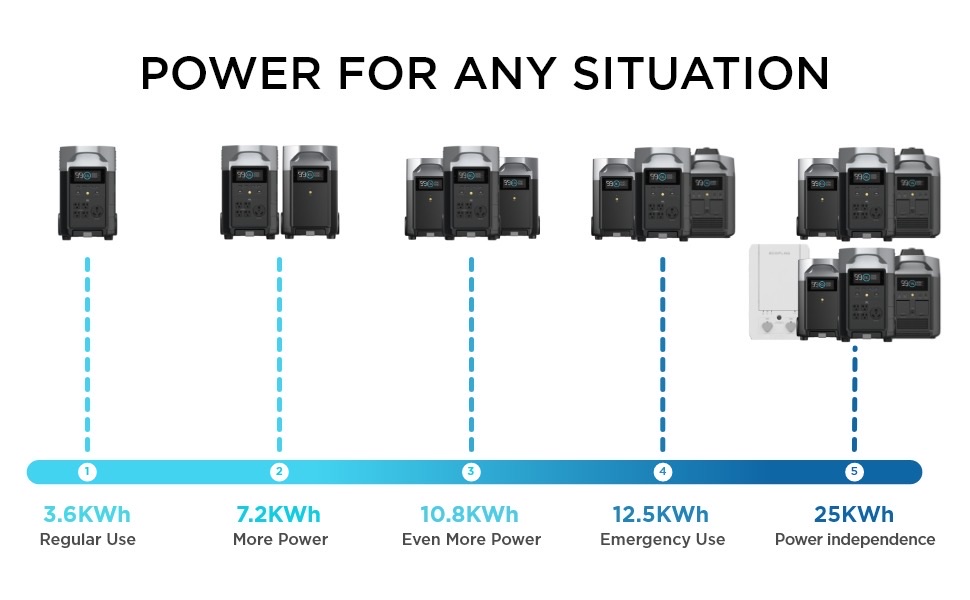 POWER FOR ANY SITUATION
1
2
3
4
5
3.6KWh
7.2KWh
10.8KWh
12.5KWh
25KWh
Regular Use
More Power
Even More Power
Emergency Use
Power independence